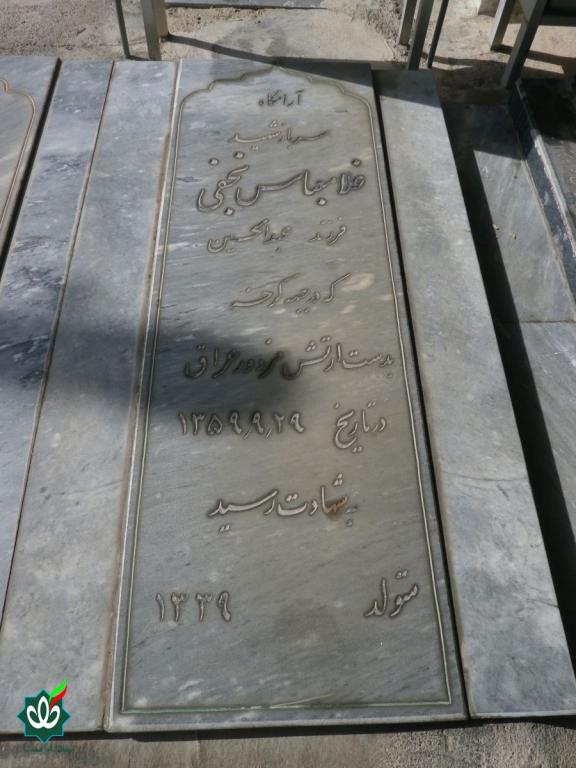 آرامگاه
سرباز شهید
غلامعباس نجفی
فرزند عبدالحسین
که در جبهه کرخه
بدست ارتش مزدور عراق
در تاریخ ۱۳۵۹/۹/۲۹
بشهادت رسید
متولد ۱۳۳۹